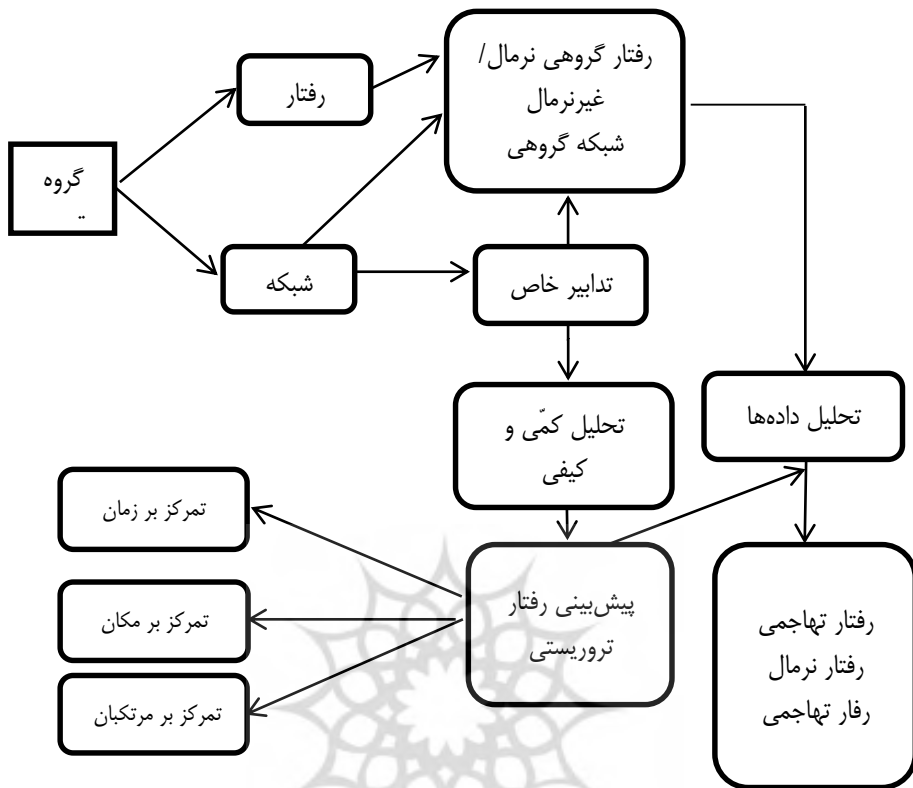 رفتار گروهی نرمال/
غیرنرمال
شبکه گروهی
رفتار
گروه
شبکه
تدابیر خاص
تحلیل داده‌ها
تحلیل کمّی و
کیفی
تمرکز بر زمان
پیش‌بینی رفتار
تروریستی
تمرکز بر مکان
تمرکز بر مرتکبان
رفتار تهاجمی
رفتار نرمال
رفار تهاجمی